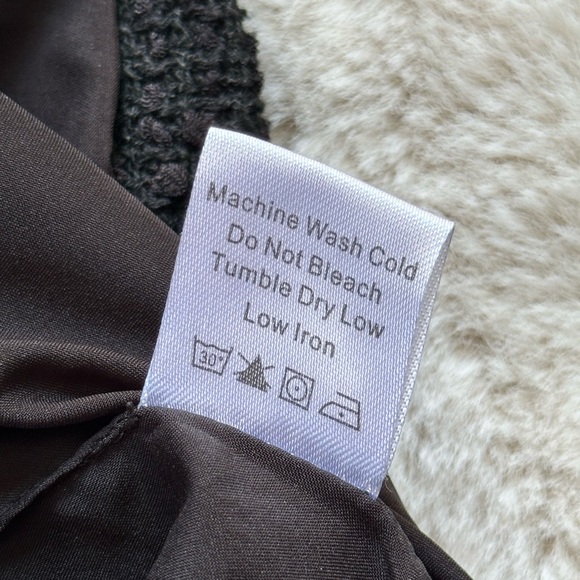 Machine Wash Cold
Do Not Bleach
Tumble Dry Low
Low Iron
30°